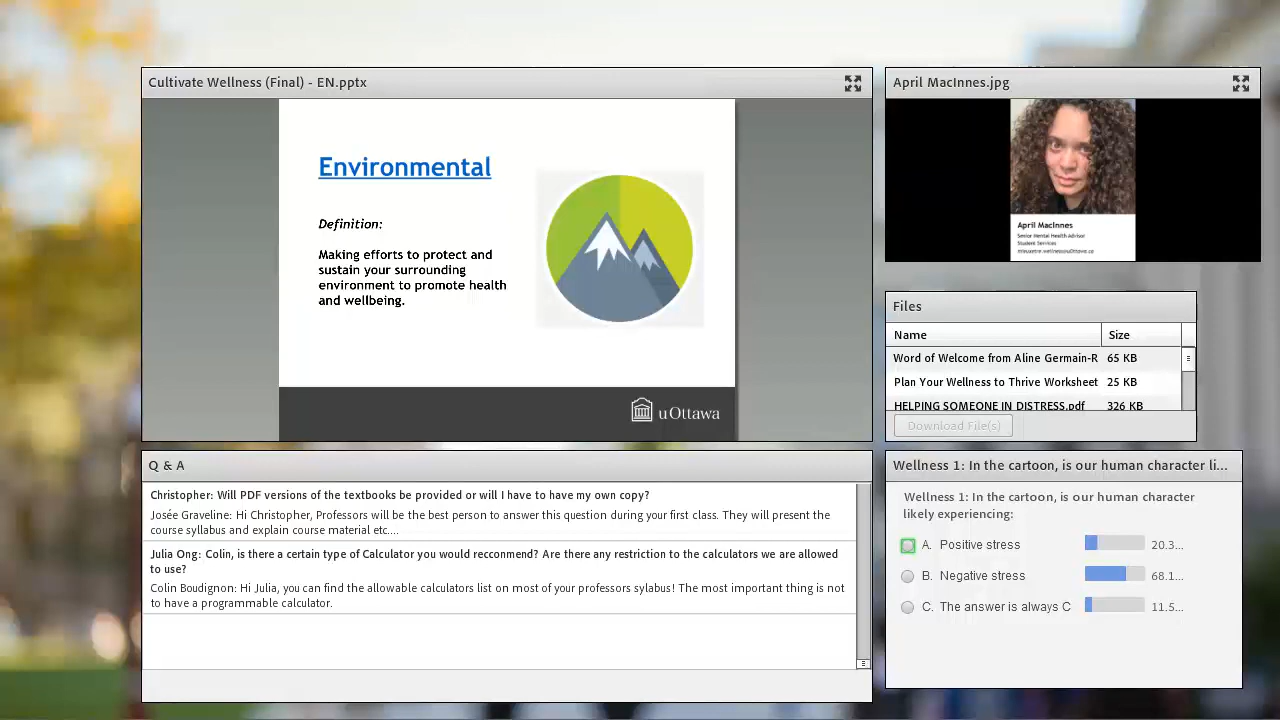 Cultivate Wellness (Final) - EN.pptx
Environmental
Definition:
Making efforts to protect and
sustain your surrounding
environment to promote health
and wellbeing.
uOttawa
April MacInnes.jpg
April MacInnes
Senior Mental Health Advisor
Student Services
Files
Name Size
Word of Welcome from Aline Germain-R 65 KB
Plan Your Wellness to Thrive Worksheet 25 KB
HELPING SOMEONE IN DISTRESS.pdf 326 KB
Download File(s)
Q & A
Christopher: Will PDF versions of the textbooks be provided or will I have to have my own copy?
Josée Graveline: Hi Christopher, Professors will be the best person to answer this question during your first class. They will present the
course syllabus and explain course material etc....
Julia Ong: Colin, is there a certain type of Calculator you would recconmend? Are there any restriction to the calculators we are allowed
to use?
Colin Boudignon: Hi Julia, you can find the allowable calculators list on most of your professors sylabus! The most important thing is not
to have a programmable calculator.
Wellness 1: In the cartoon, is our human character li...
Wellness 1: In the cartoon, is our human character
likely experiencing:
A. Positive stress 20.3...
B. Negative stress 68.1...
C. The answer is always C 11.5...